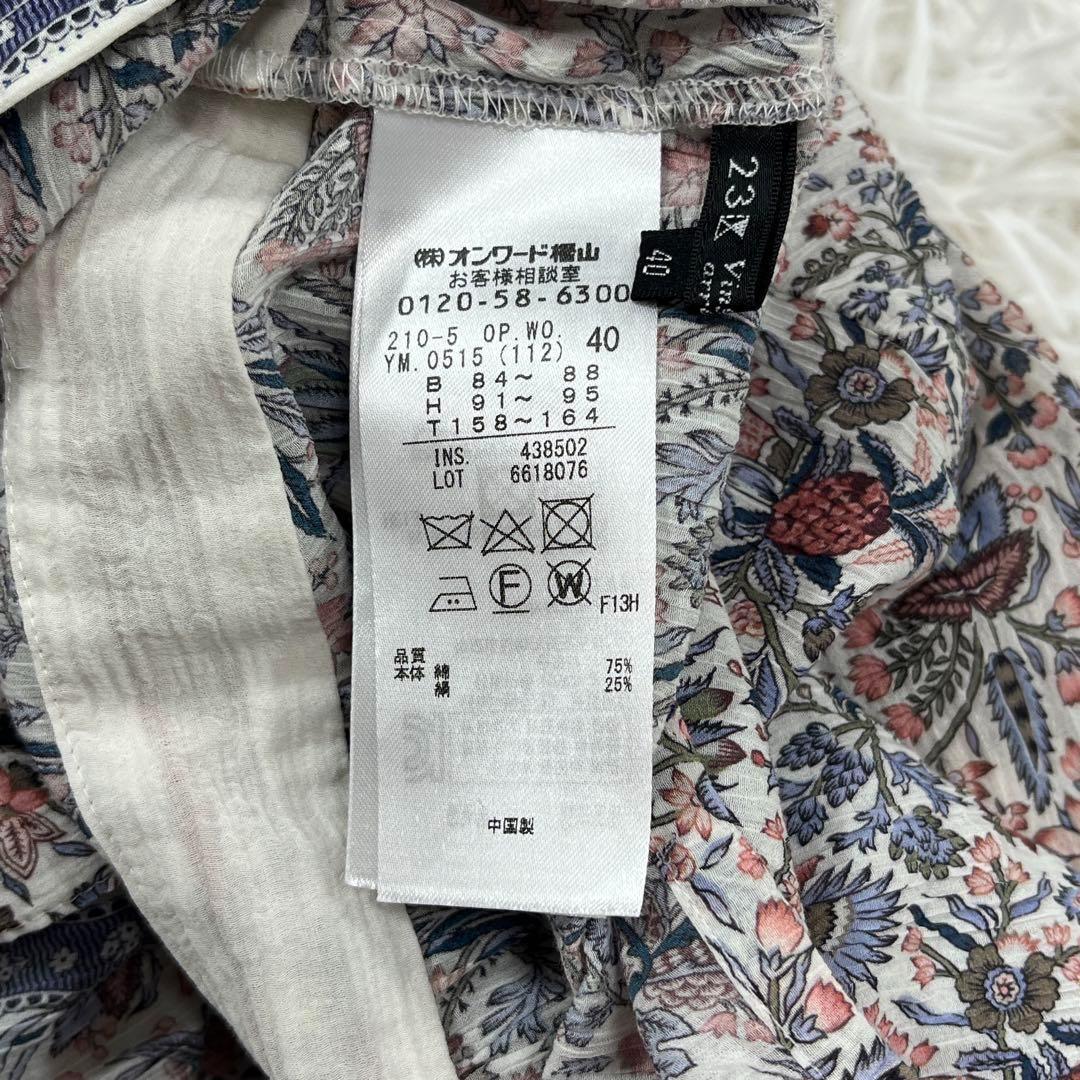 (株)オンワード樫山
お客様相談室
0120-58-6300
210-5 OP.WO. 40
YM.0515(112)
B 84~ 88
H 91~ 95
T158~164
INS. 438502
LOT 6618076
F
W
F13H
品質
本体 綿 75%
絹 25%
中国製
23区
40